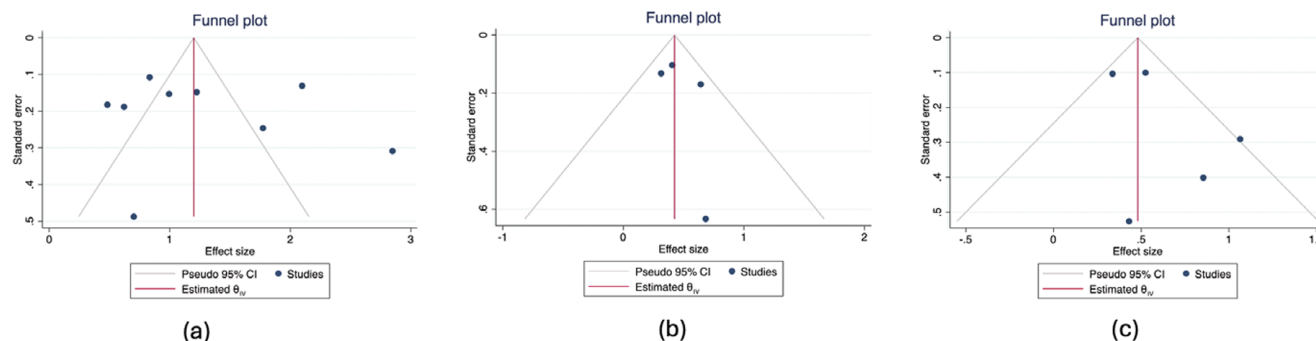 Funnel plot
Standard error
0
.1
.2
.3
.4
.5
0 1 2 3
Effect size
Pseudo 95% CI Studies
Estimated θIV
(a)
Funnel plot
Standard error
0
.2
.4
.6
-1 0 1 2
Effect size
Pseudo 95% CI Studies
Estimated θIV
(b)
Funnel plot
Standard error
0
.1
.2
.3
.4
.5
-.5 0 .5 1 1.5
Effect size
Pseudo 95% CI Studies
Estimated θIV
(c)